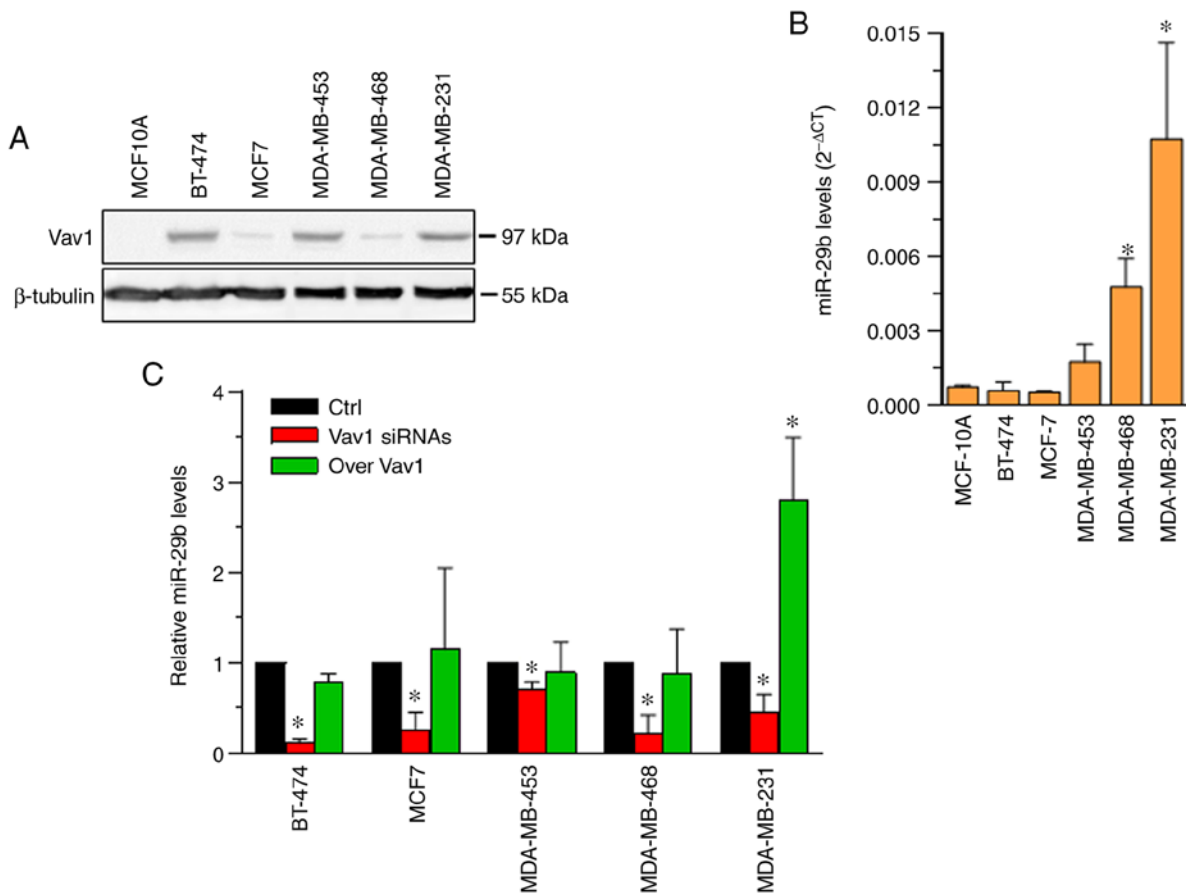 A
MCF10A
BT-474
MCF7
MDA-MB-453
MDA-MB-468
MDA-MB-231
Vav1
97 kDa
β-tubulin
55 kDa
B
miR-29b levels (2⁻ΔCT)
0.015
0.012
0.009
0.006
0.003
0.000
*
*
MCF-10A
BT-474
MCF-7
MDA-MB-453
MDA-MB-468
MDA-MB-231
C
Relative miR-29b levels
4
3
2
1
0
Ctrl
Vav1 siRNAs
Over Vav1
*
*
*
*
*
*
BT-474
MCF7
MDA-MB-453
MDA-MB-468
MDA-MB-231